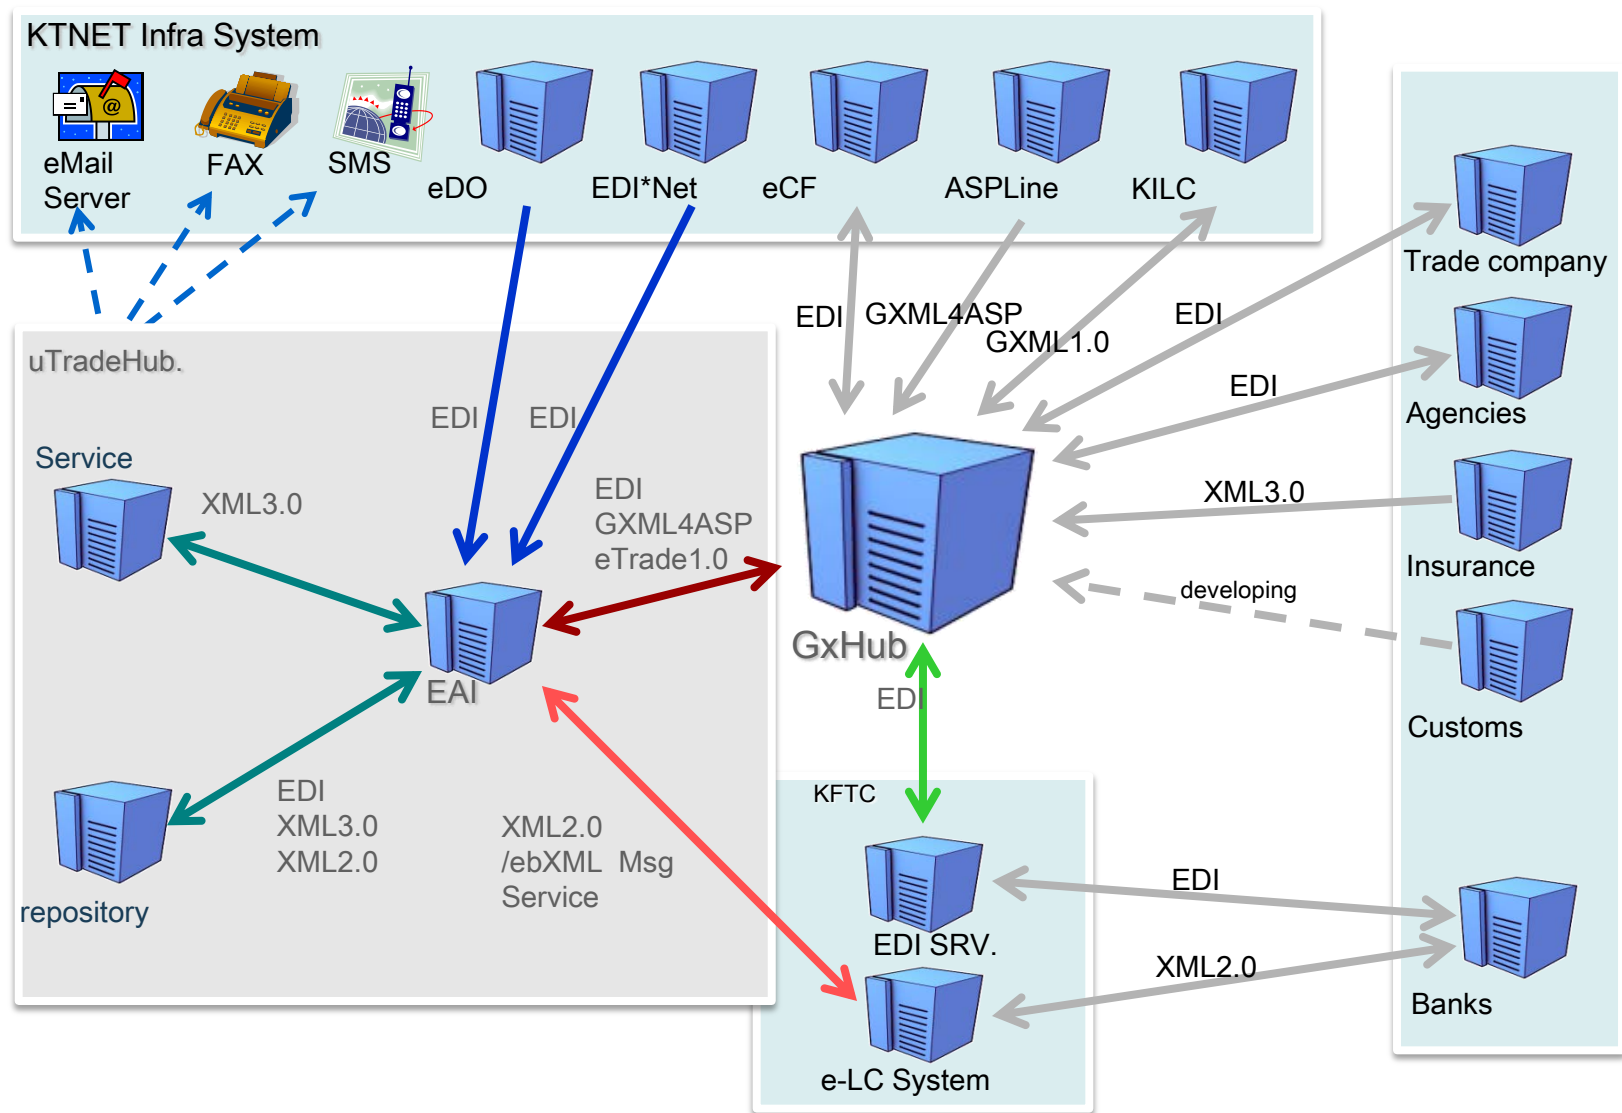 KTNET Infra System
@
eMail
Server
FAX
SMS
eDO
EDI*Net
eCF
ASPLine
KILC
Trade company
EDI
GXML4ASP
GXML1.0
EDI
uTradeHub.
EDI
EDI
EDI
Agencies
Service
XML3.0
EDI
GXML4ASP
eTrade1.0
XML3.0
Insurance
developing
GxHub
EAI
EDI
Customs
EDI
XML3.0
XML2.0
XML2.0
/ebXML Msg
Service
KFTC
repository
EDI
EDI SRV.
XML2.0
Banks
e-LC System